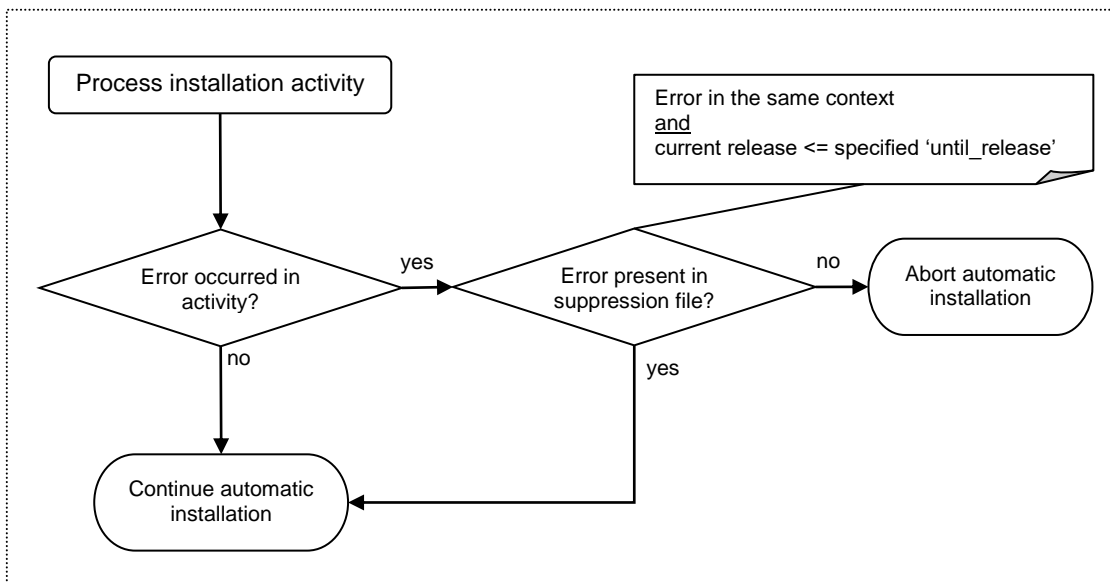 Process installation activity
Error in the same context
and
current release <= specified ‘until_release’
Error occurred in
activity?
yes
Error present in
suppression file?
no
Abort automatic
installation
no
yes
Continue automatic
installation